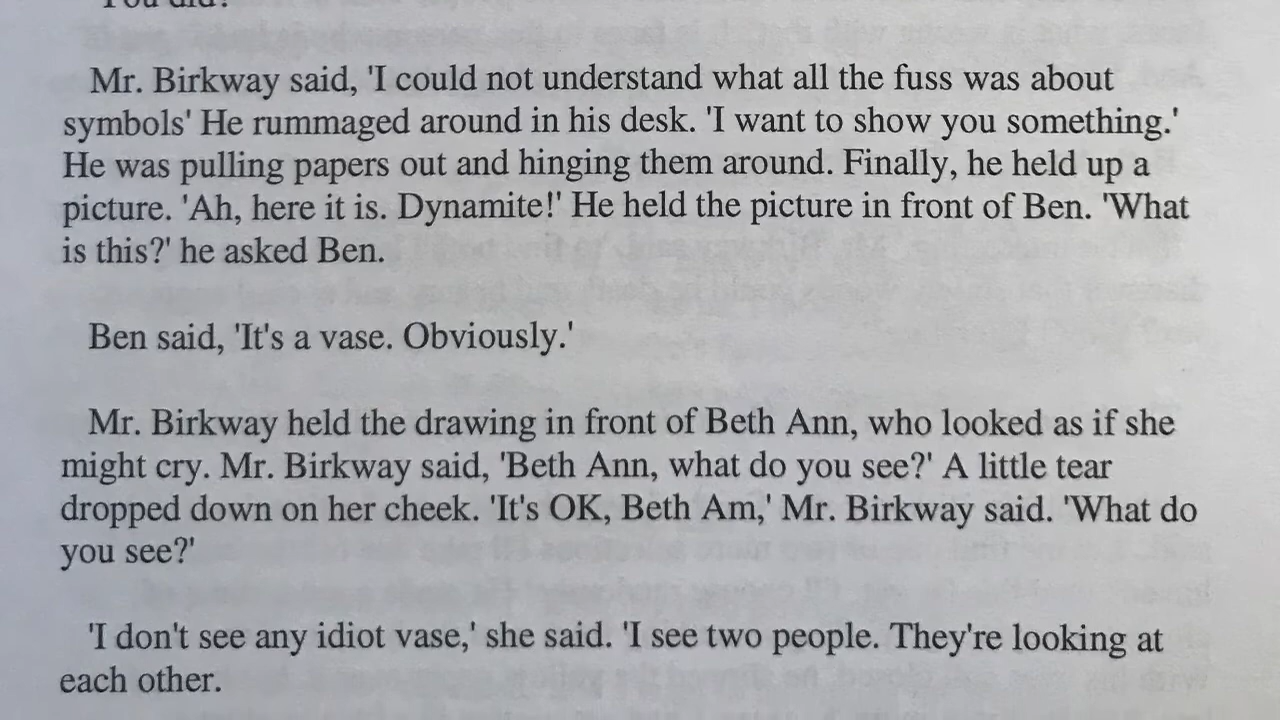 You did?
Mr. Birkway said, 'I could not understand what all the fuss was about
symbols' He rummaged around in his desk. 'I want to show you something.'
He was pulling papers out and hinging them around. Finally, he held up a
picture. 'Ah, here it is. Dynamite!' He held the picture in front of Ben. 'What
is this?' he asked Ben.
Ben said, 'It's a vase. Obviously.'
Mr. Birkway held the drawing in front of Beth Ann, who looked as if she
might cry. Mr. Birkway said, 'Beth Ann, what do you see?' A little tear
dropped down on her cheek. 'It's OK, Beth Am,' Mr. Birkway said. 'What do
you see?'
'I don't see any idiot vase,' she said. 'I see two people. They're looking at
each other.